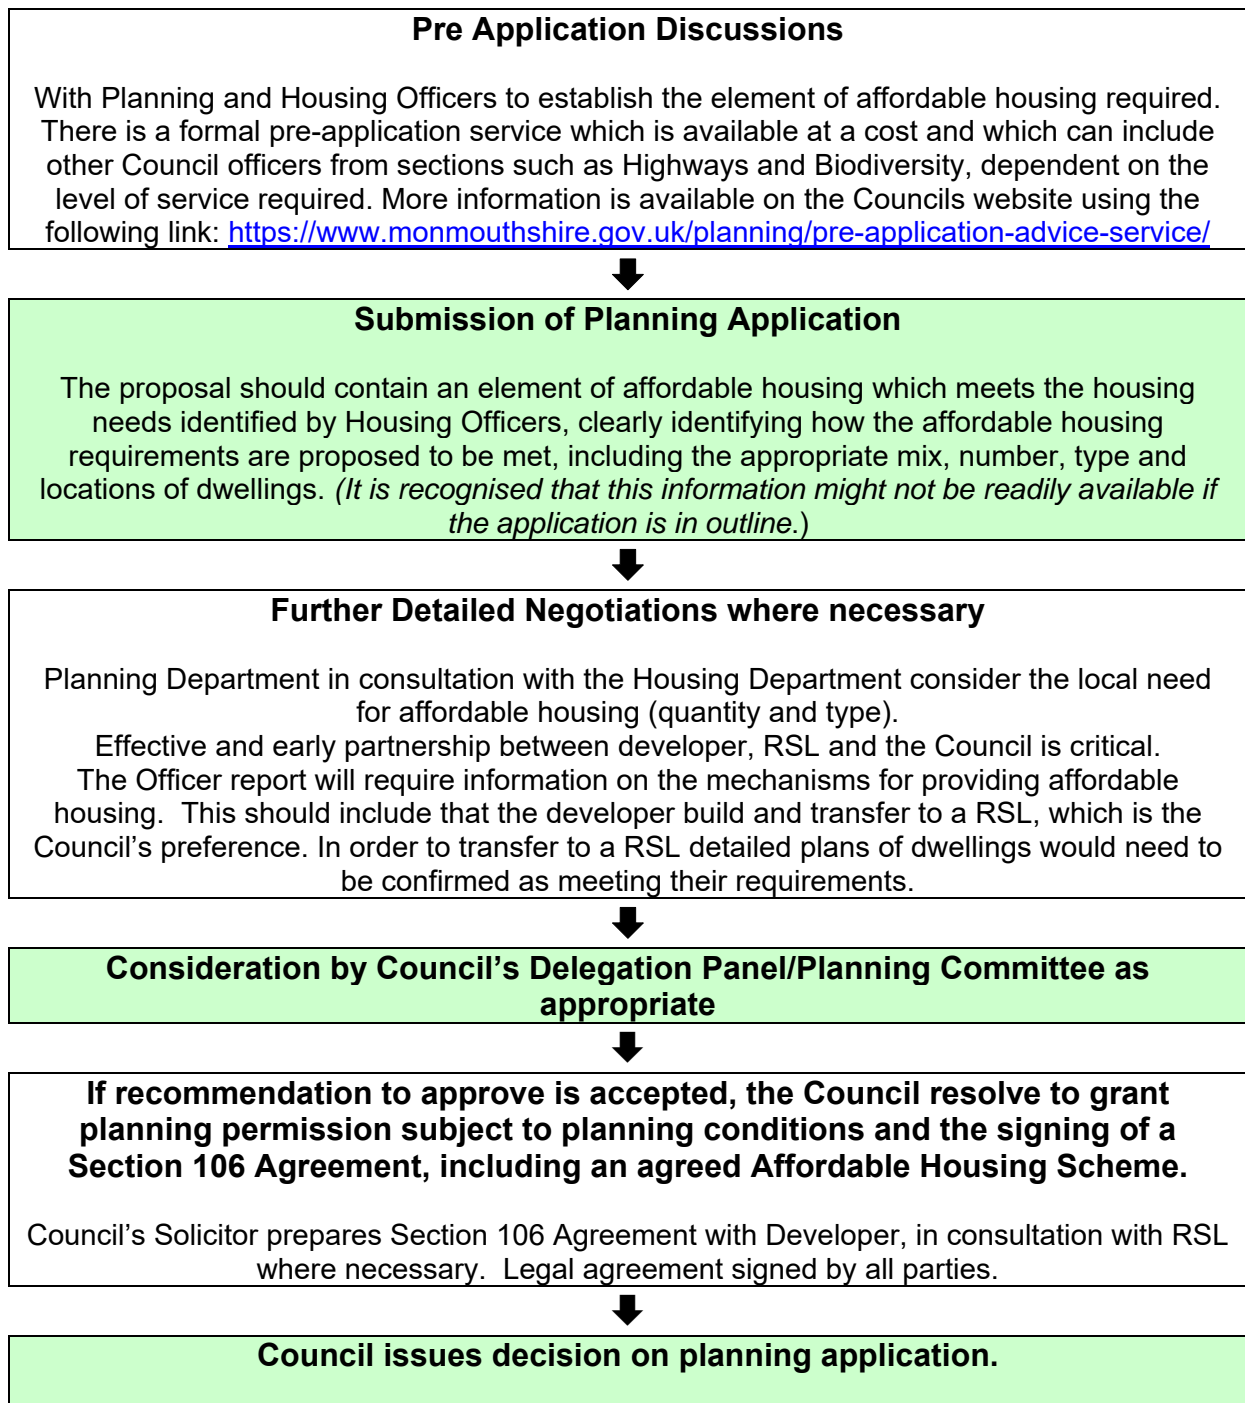 Pre Application Discussions
With Planning and Housing Officers to establish the element of affordable housing required.
There is a formal pre-application service which is available at a cost and which can include
other Council officers from sections such as Highways and Biodiversity, dependent on the
level of service required. More information is available on the Councils website using the
following link: https://www.monmouthshire.gov.uk/planning/pre-application-advice-service/
Submission of Planning Application
The proposal should contain an element of affordable housing which meets the housing
needs identified by Housing Officers, clearly identifying how the affordable housing
requirements are proposed to be met, including the appropriate mix, number, type and
locations of dwellings. (It is recognised that this information might not be readily available if
the application is in outline.)
Further Detailed Negotiations where necessary
Planning Department in consultation with the Housing Department consider the local need
for affordable housing (quantity and type).
Effective and early partnership between developer, RSL and the Council is critical.
The Officer report will require information on the mechanisms for providing affordable
housing.  This should include that the developer build and transfer to a RSL, which is the
Council’s preference. In order to transfer to a RSL detailed plans of dwellings would need to
be confirmed as meeting their requirements.
Consideration by Council’s Delegation Panel/Planning Committee as
appropriate
If recommendation to approve is accepted, the Council resolve to grant
planning permission subject to planning conditions and the signing of a
Section 106 Agreement, including an agreed Affordable Housing Scheme.
Council’s Solicitor prepares Section 106 Agreement with Developer, in consultation with RSL
where necessary.  Legal agreement signed by all parties.
Council issues decision on planning application.